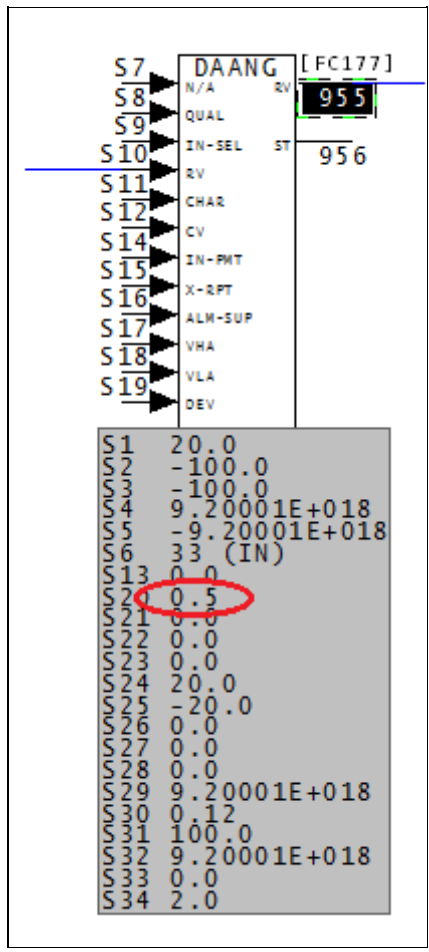 DAANG [FC177]
S7 N/A RV 955
S8 QUAL
S9 IN-SEL ST 956
S10 RV
S11 CHAR
S12 CV
S14 IN-PMT
S15 X-RPT
S16 ALM-SUP
S17 VHA
S18 VLA
S19 DEV
S1 20.0
S2 -100.0
S3 -100.0
S4 9.20001E+018
S5 -9.20001E+018
S6 33 (IN)
S13 0.0
S20 0.5
S21 0.0
S22 0.0
S23 0.0
S24 20.0
S25 -20.0
S26 0.0
S27 0.0
S28 0.0
S29 9.20001E+018
S30 0.12
S31 100.0
S32 9.20001E+018
S33 0.0
S34 2.0